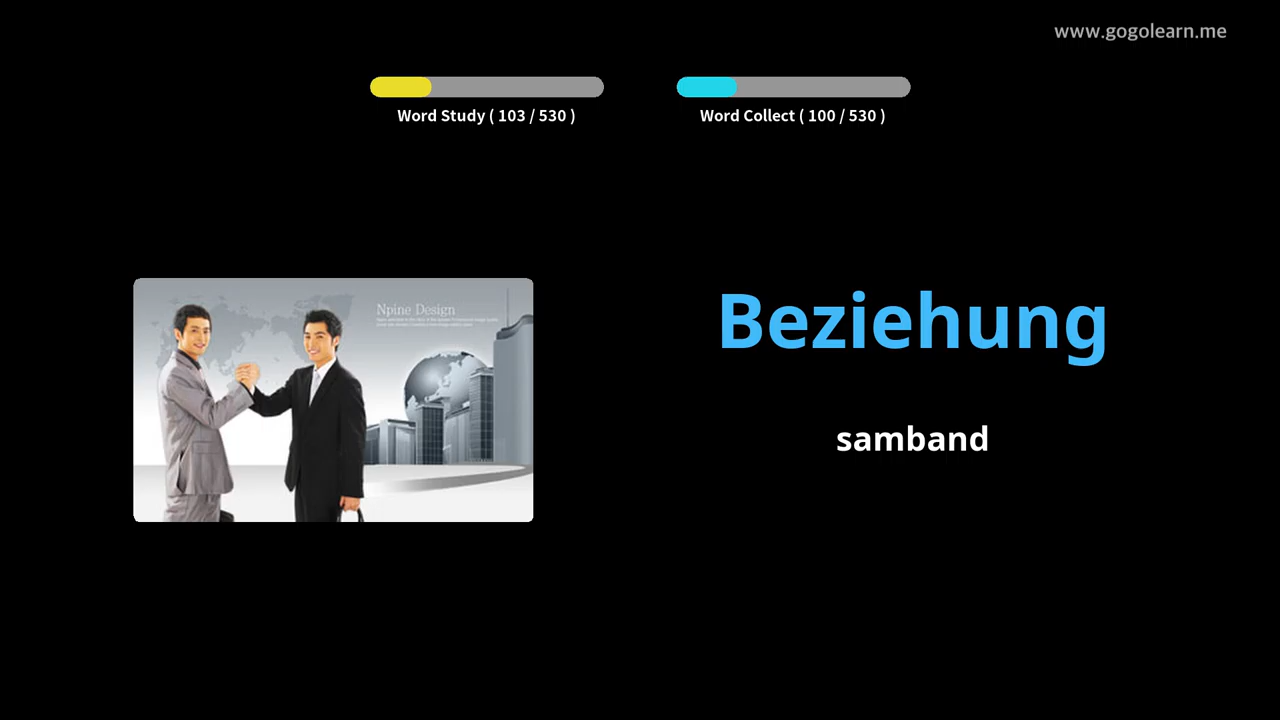 www.gogolearn.me
Word Study ( 103 / 530 )
Word Collect ( 100 / 530 )
Npine Design
Beziehung
samband